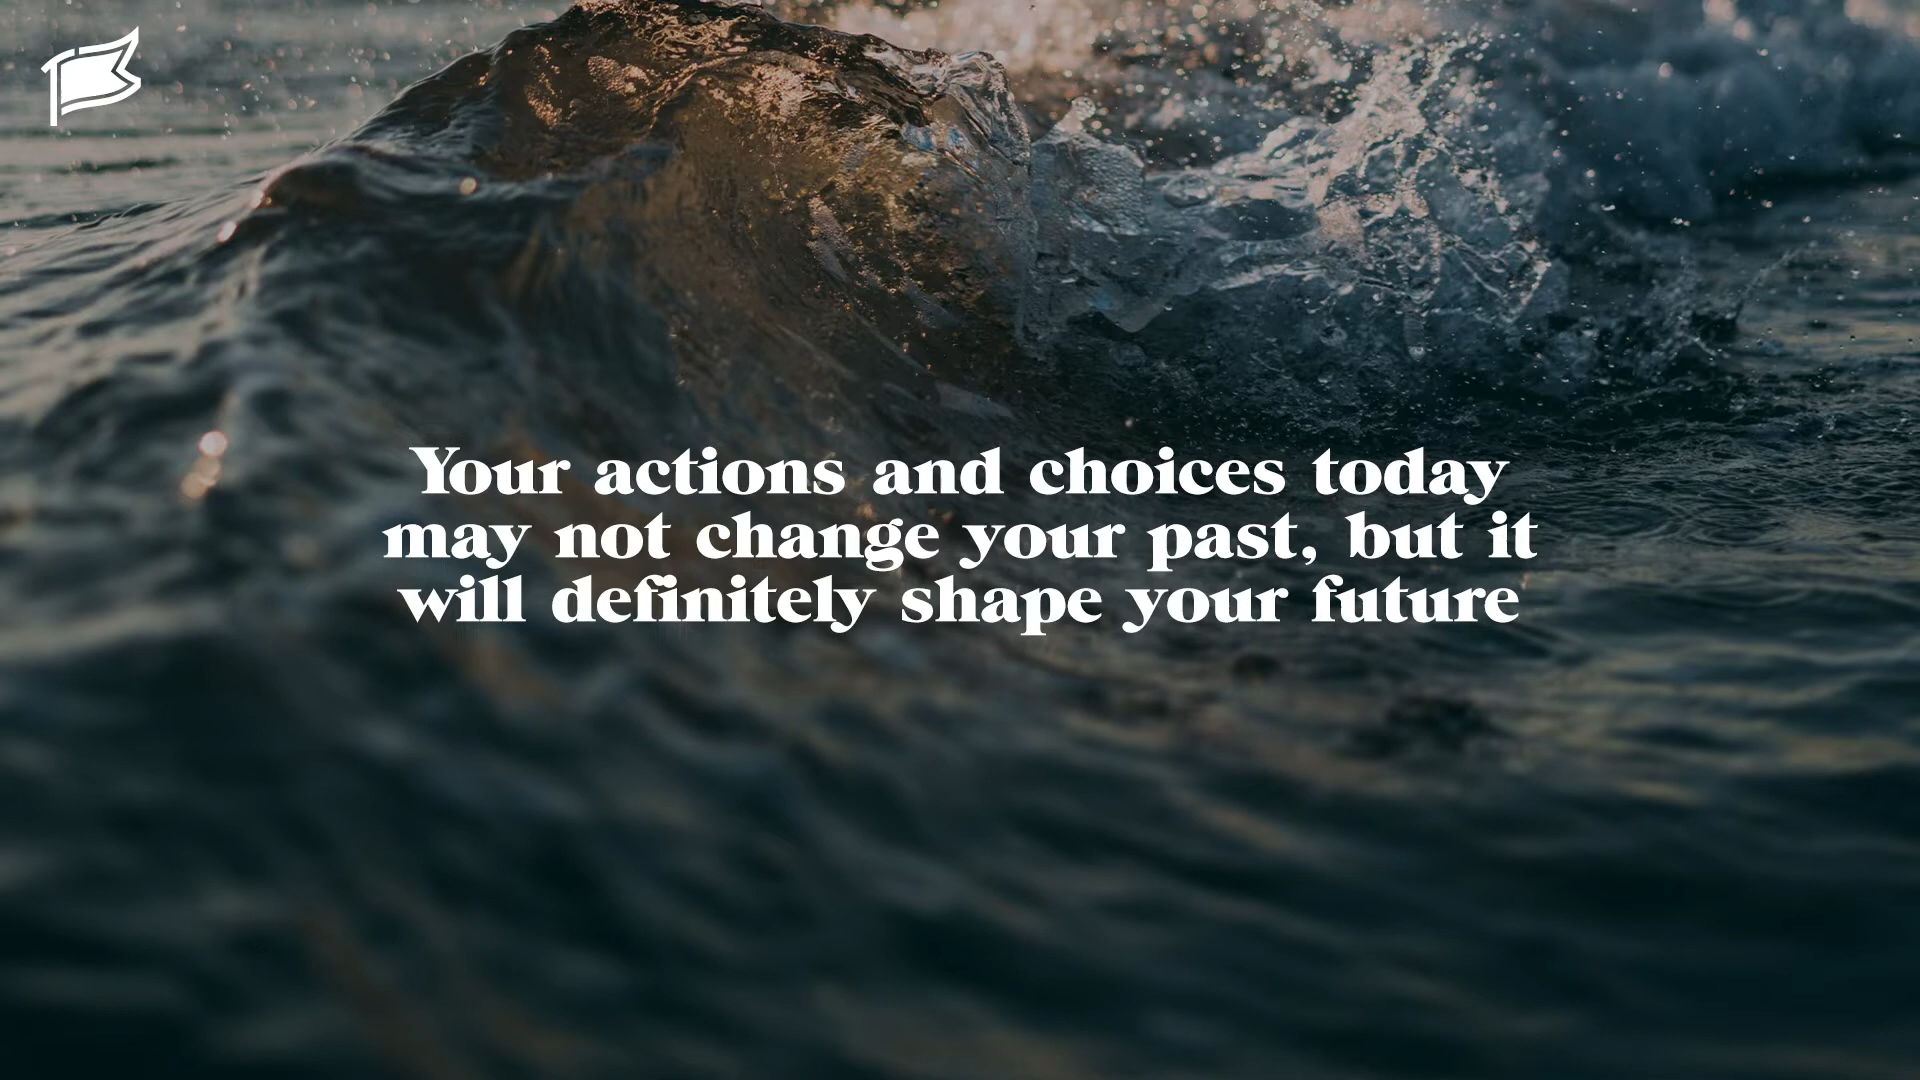 Your actions and choices today
may not change your past, but it
will definitely shape your future